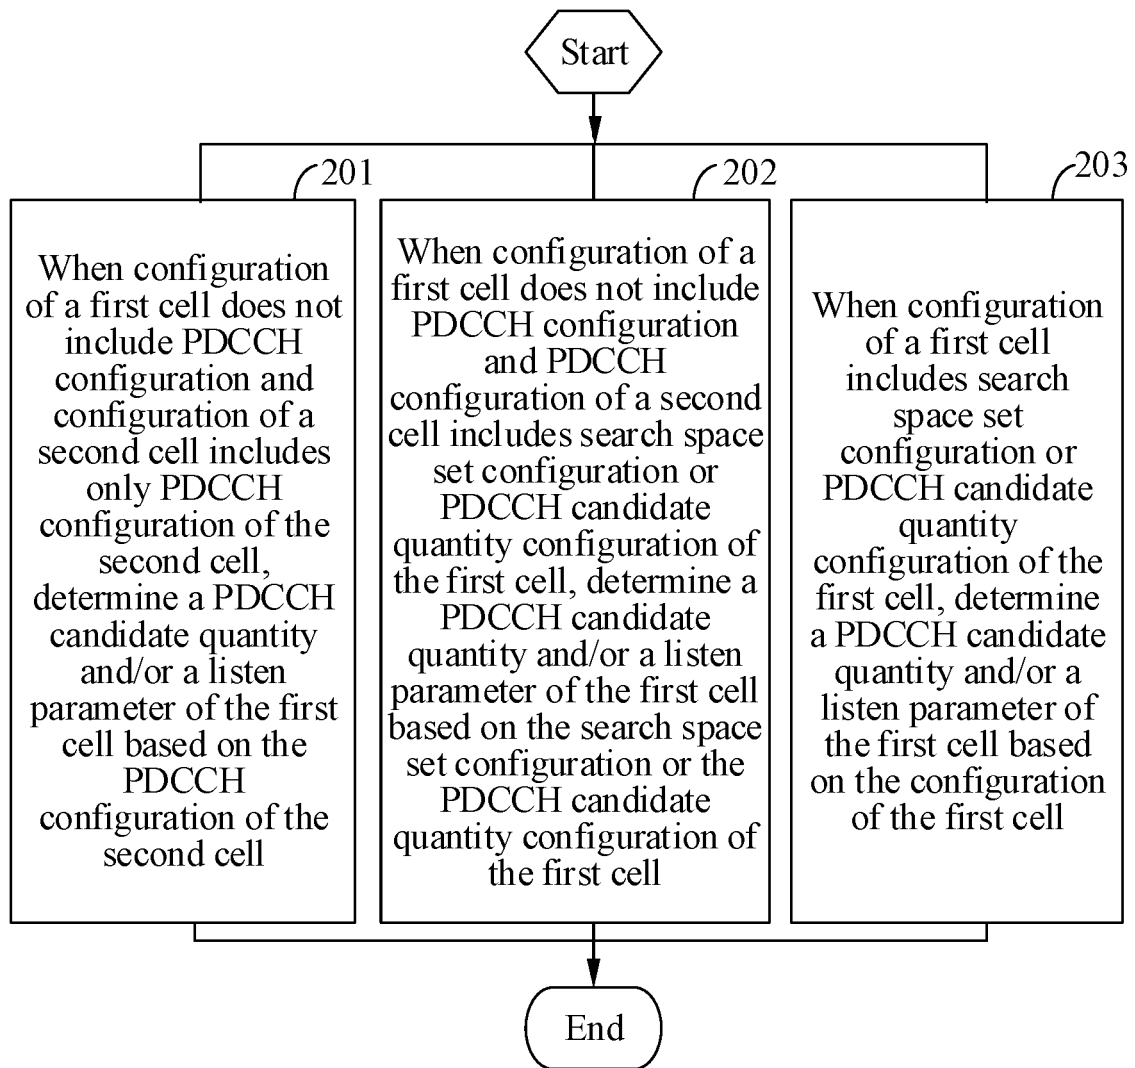 Start
201
When configuration
of a first cell does not
include PDCCH
configuration and
configuration of a
second cell includes
only PDCCH
configuration of the
second cell,
determine a PDCCH
candidate quantity
and/or a listen
parameter of the first
cell based on the
PDCCH
configuration of the
second cell
202
When configuration of a
first cell does not include
PDCCH configuration
and PDCCH
configuration of a second
cell includes search space
set configuration or
PDCCH candidate
quantity configuration of
the first cell, determine a
PDCCH candidate
quantity and/or a listen
parameter of the first cell
based on the search space
set configuration or the
PDCCH candidate
quantity configuration of
the first cell
203
When configuration
of a first cell
includes search
space set
configuration or
PDCCH candidate
quantity
configuration of the
first cell, determine
a PDCCH candidate
quantity and/or a
listen parameter of
the first cell based
on the configuration
of the first cell
End